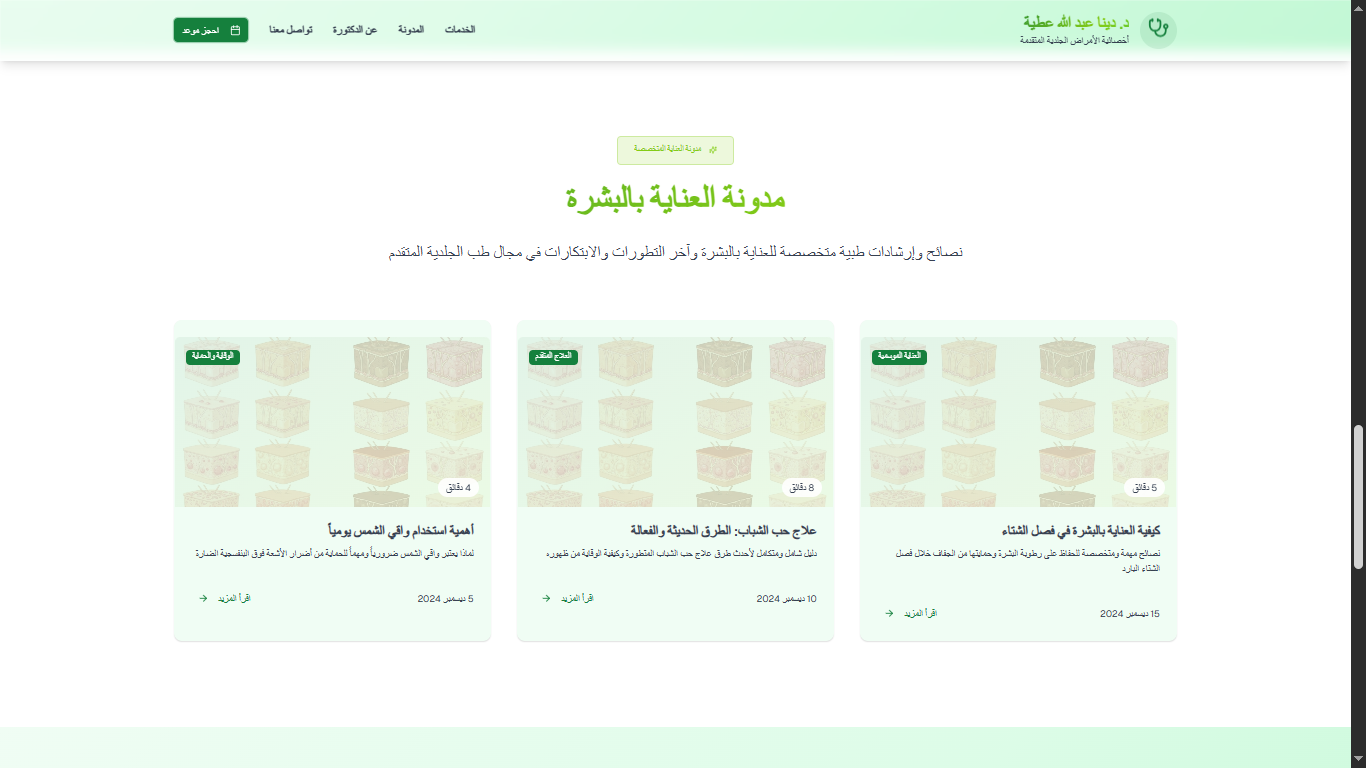 د. دينا عبد الله عطية
أخصائية الأمراض الجلدية المتقدمة
الخدمات
المدونة
عن الدكتورة
تواصل معنا
احجز موعد
مدونة العناية المتخصصة
مدونة العناية بالبشرة
نصائح وإرشادات طبية متخصصة للعناية بالبشرة وآخر التطورات والابتكارات في مجال طب الجلدية المتقدم
العناية الموسمية
5 دقائق
كيفية العناية بالبشرة في فصل الشتاء
نصائح مهمة ومتخصصة للحفاظ على رطوبة البشرة وحمايتها من الجفاف خلال فصل
الشتاء البارد
15 ديسمبر 2024
اقرأ المزيد
العلاج المتقدم
8 دقائق
علاج حب الشباب: الطرق الحديثة والفعالة
دليل شامل ومتكامل لأحدث طرق علاج حب الشباب المتطورة وكيفية الوقاية من ظهوره
10 ديسمبر 2024
اقرأ المزيد
الوقاية والحماية
4 دقائق
أهمية استخدام واقي الشمس يومياً
لماذا يعتبر واقي الشمس ضرورياً ومهماً للحماية من أضرار الأشعة فوق البنفسجية الضارة
5 ديسمبر 2024
اقرأ المزيد